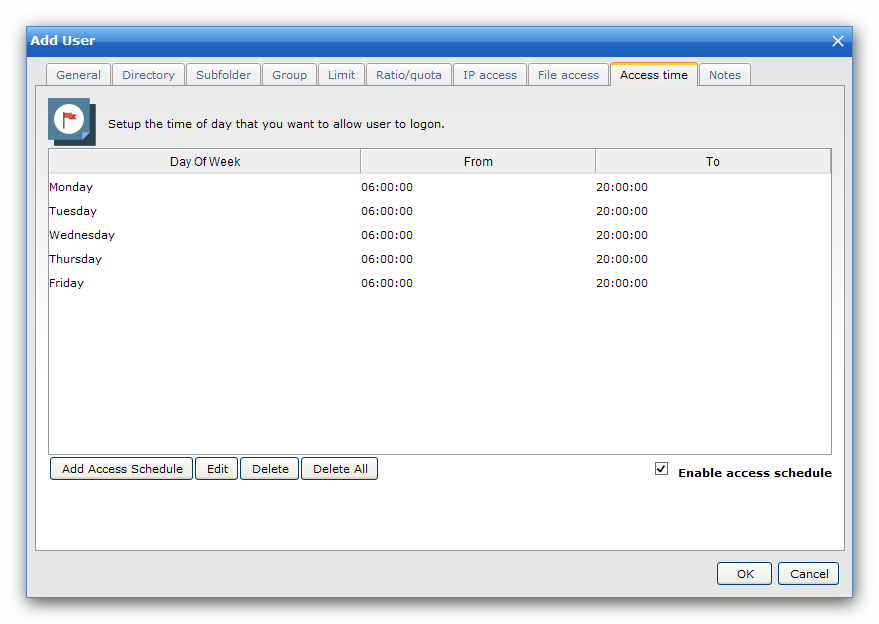 Add User
General Directory Subfolder Group Limit Ratio/quota IP access File access Access time Notes
Setup the time of day that you want to allow user to logon.
Day Of Week From To
Monday 06:00:00 20:00:00
Tuesday 06:00:00 20:00:00
Wednesday 06:00:00 20:00:00
Thursday 06:00:00 20:00:00
Friday 06:00:00 20:00:00
Add Access Schedule Edit Delete Delete All Enable access schedule
OK Cancel